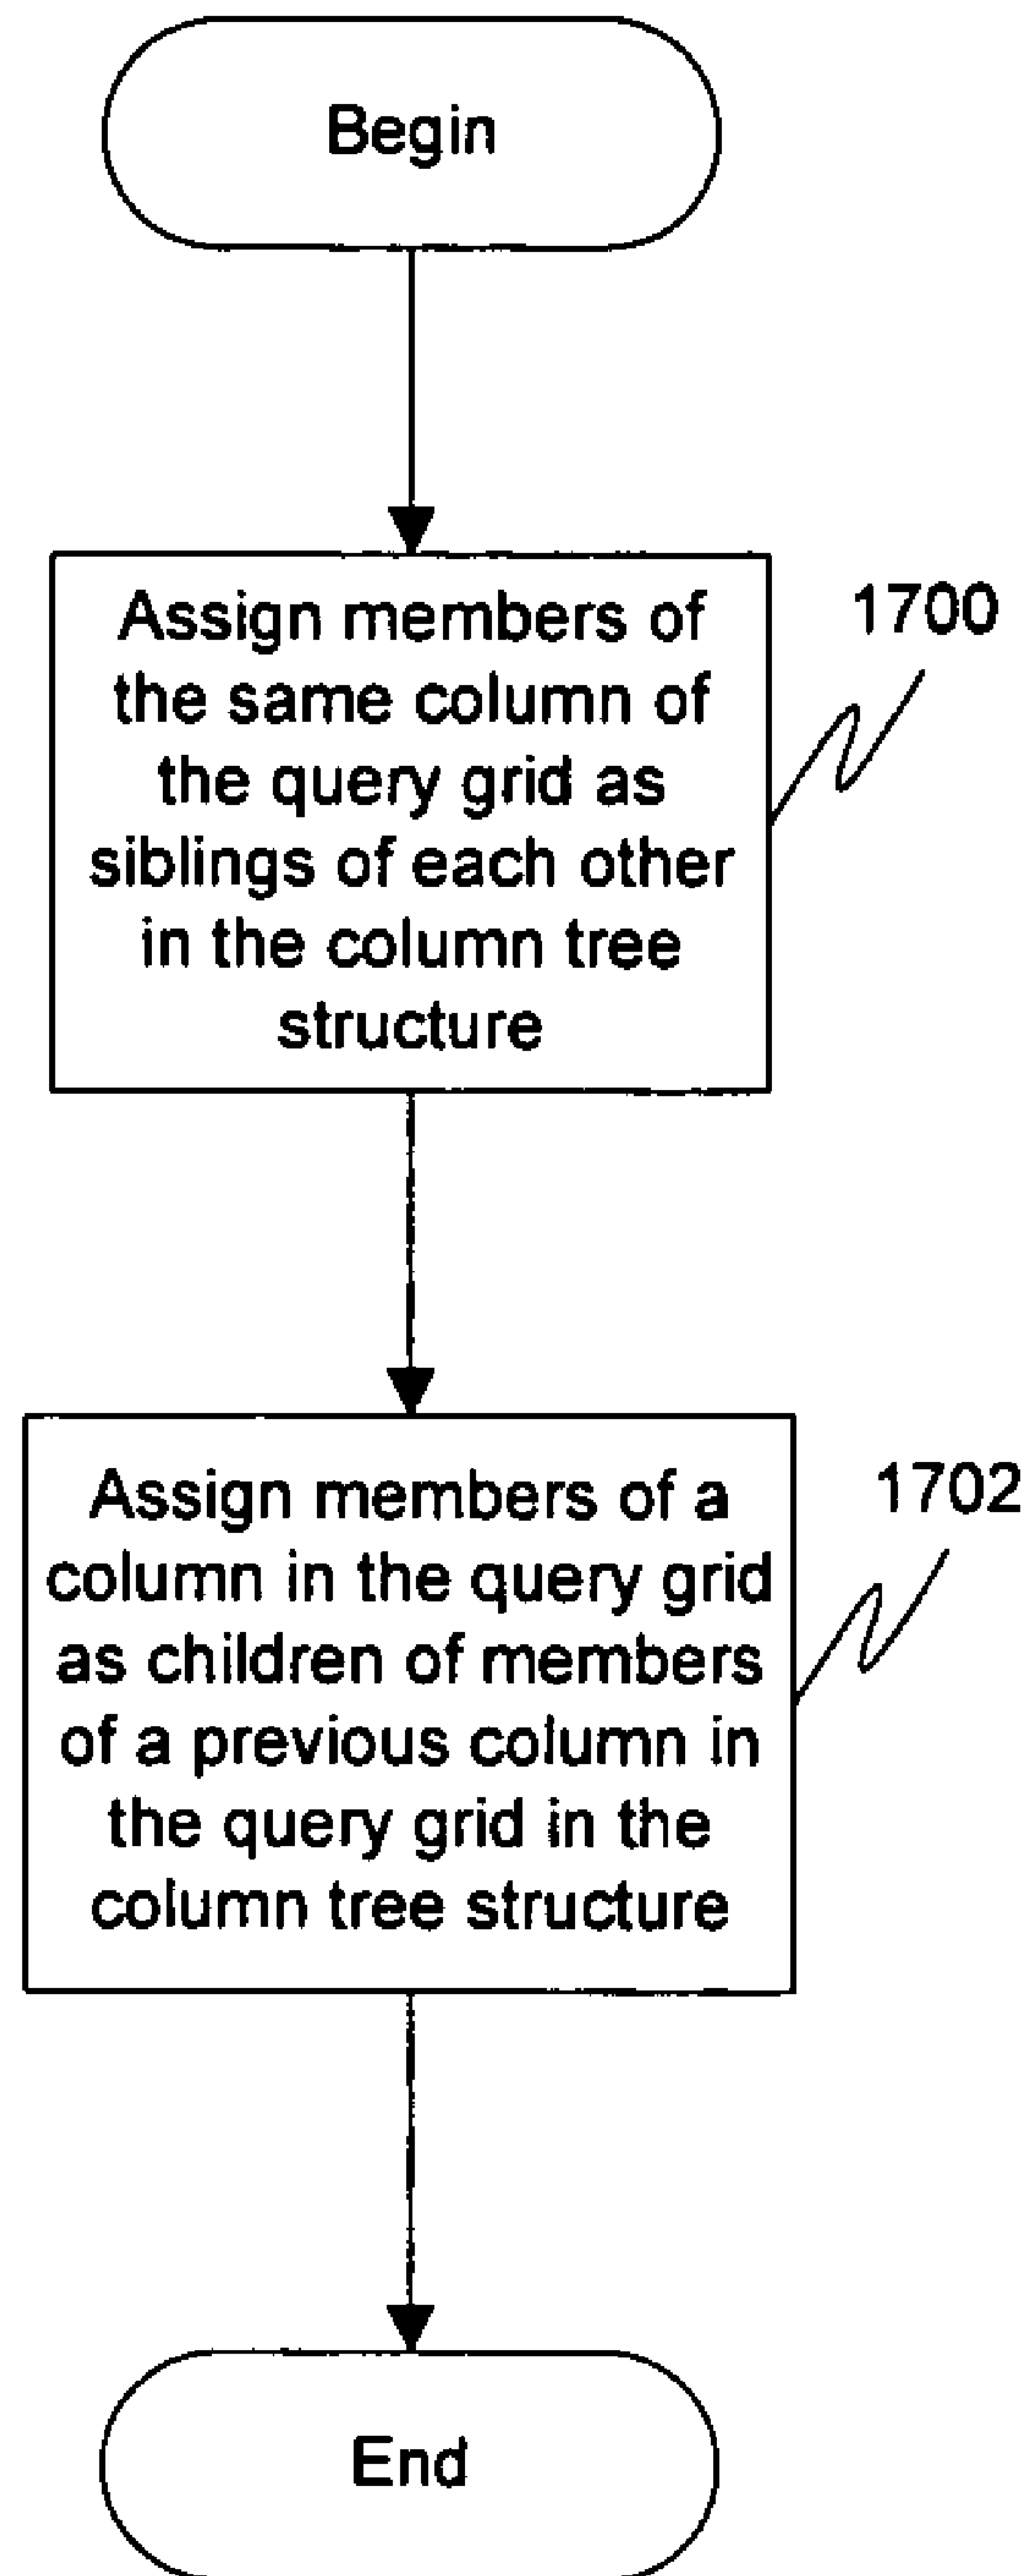 Begin
Assign members of
the same column of
the query grid as
siblings of each other
in the column tree
structure
1700
Assign members of a
column in the query grid
as children of members
of a previous column in
the query grid in the
column tree structure
1702
End